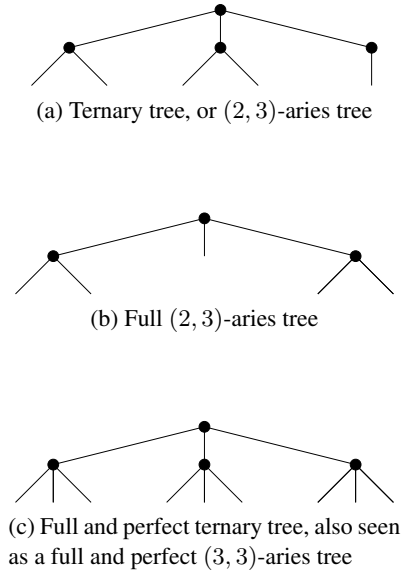 (a) Ternary tree, or (2, 3)-aries tree
(b) Full (2, 3)-aries tree
(c) Full and perfect ternary tree, also seen
as a full and perfect (3, 3)-aries tree